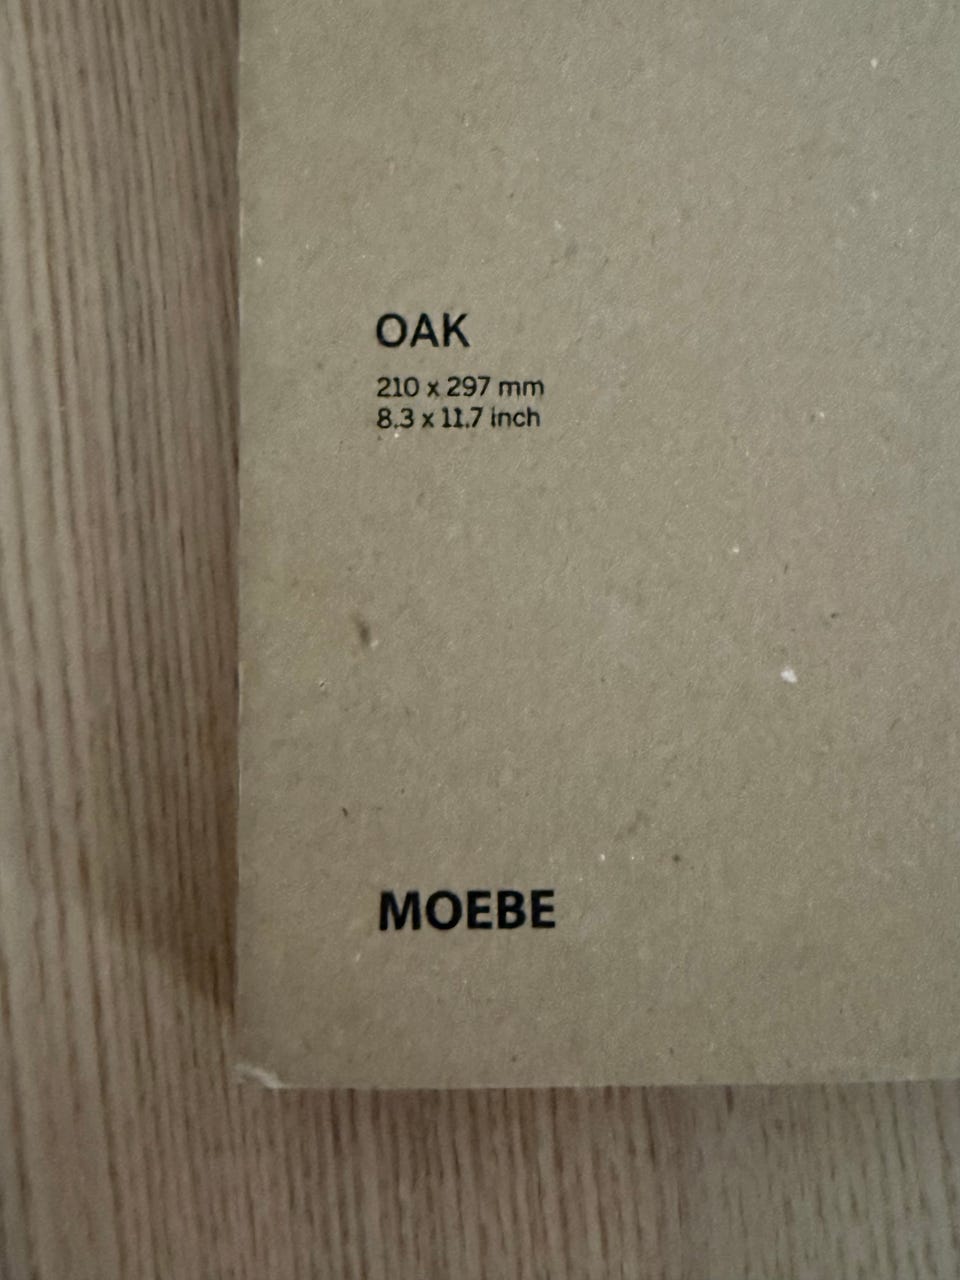 OAK
210 x 297 mm
8.3 x 11.7 inch
MOEBE